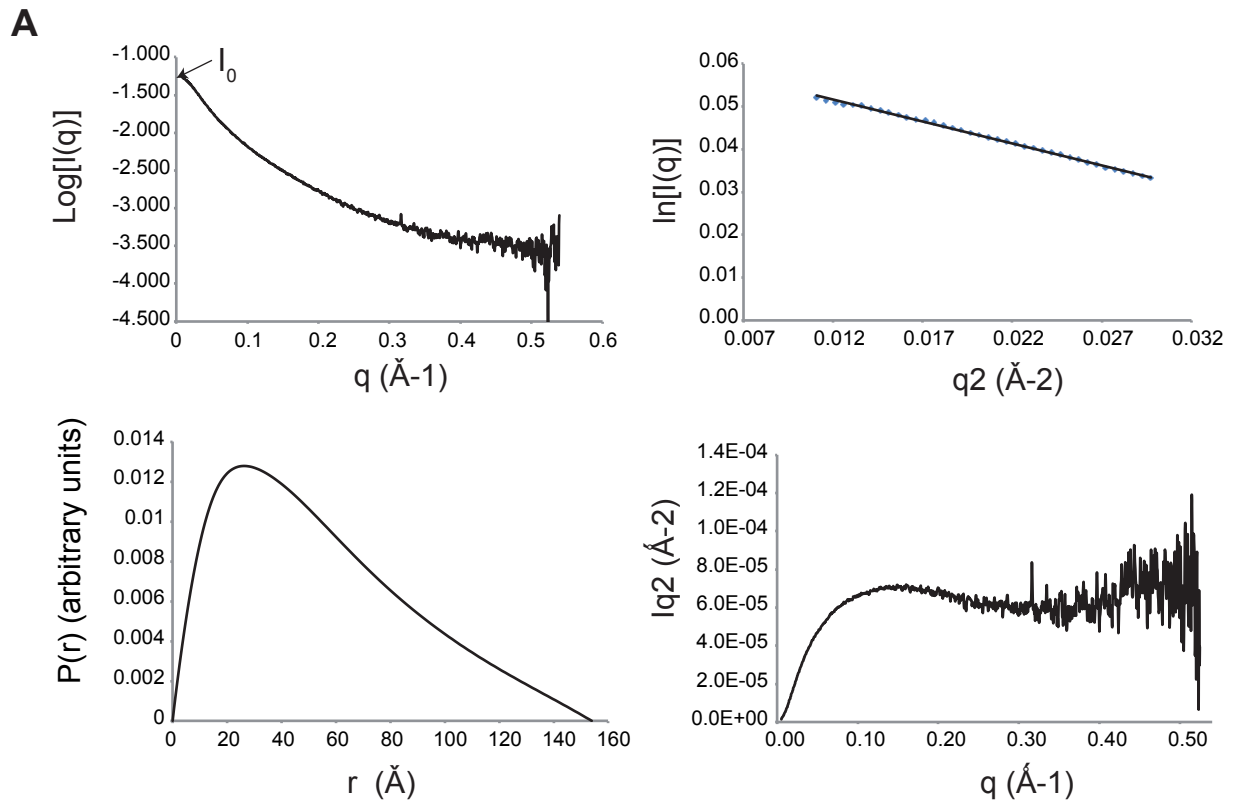 A
I0
Log[I(q)]
-1.000
-1.500
-2.000
-2.500
-3.000
-3.500
-4.000
-4.500
0 0.1 0.2 0.3 0.4 0.5 0.6
q (Ǎ-1)
ln[I(q)]
0.06
0.05
0.04
0.03
0.02
0.01
0.00
0.007 0.012 0.017 0.022 0.027 0.032
q2 (Ǎ-2)
P(r) (arbitrary units)
0.014
0.012
0.01
0.008
0.006
0.004
0.002
0
0 20 40 60 80 100 120 140 160
r (Ǎ)
Iq2 (Ǻ-2)
1.4E-04
1.2E-04
1.0E-04
8.0E-05
6.0E-05
4.0E-05
2.0E-05
0.0E+00
0.00 0.10 0.20 0.30 0.40 0.50
q (Ǻ-1)